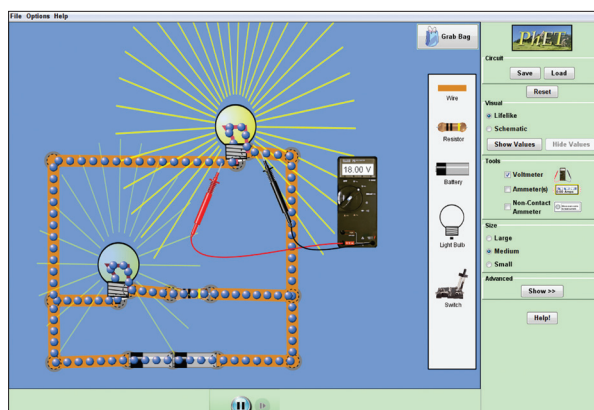 File Options Help
Grab Bag
Wire
Resistor
Battery
Light Bulb
Switch
18.00 V
PhET
Circuit
Save Load
Reset
Visual
Lifelike
Schematic
Show Values Hide Values
Tools
Voltmeter
Ammeter(s)
Non-Contact
Ammeter
Size
Large
Medium
Small
Advanced
Show >>
Help!